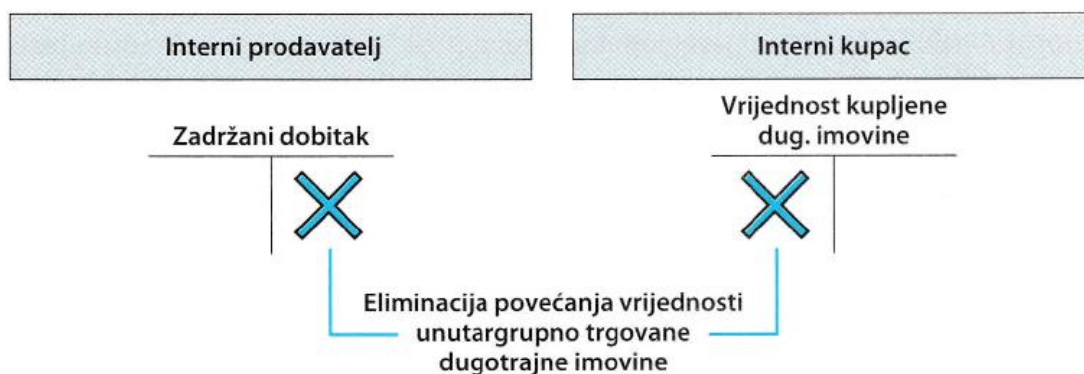 Interni prodavatelj
Interni kupac
Zadržani dobitak
Vrijednost kupljene
dug. imovine
Eliminacija povećanja vrijednosti
unutargrupno trgovane
dugotrajne imovine